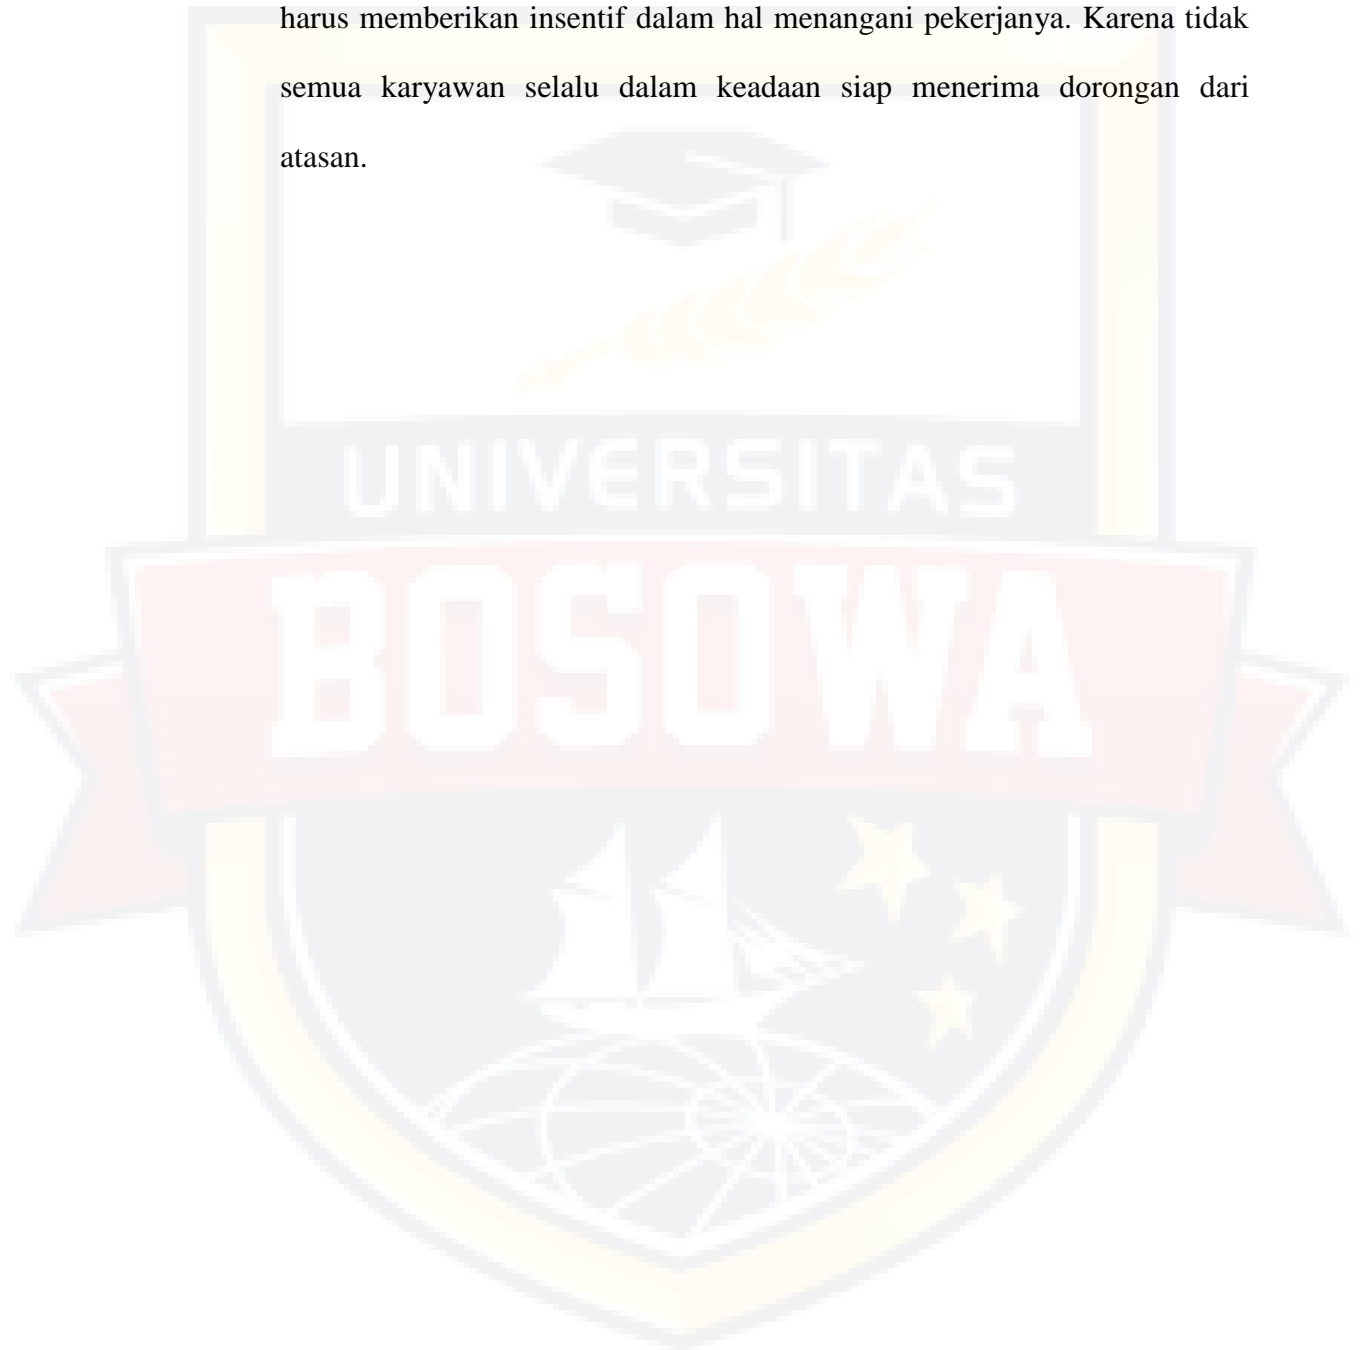 harus memberikan insentif dalam hal menangani pekerjanya. Karena tidak
semua karyawan selalu dalam keadaan siap menerima dorongan dari
atasan.
UNIVERSITAS
BOSOWA